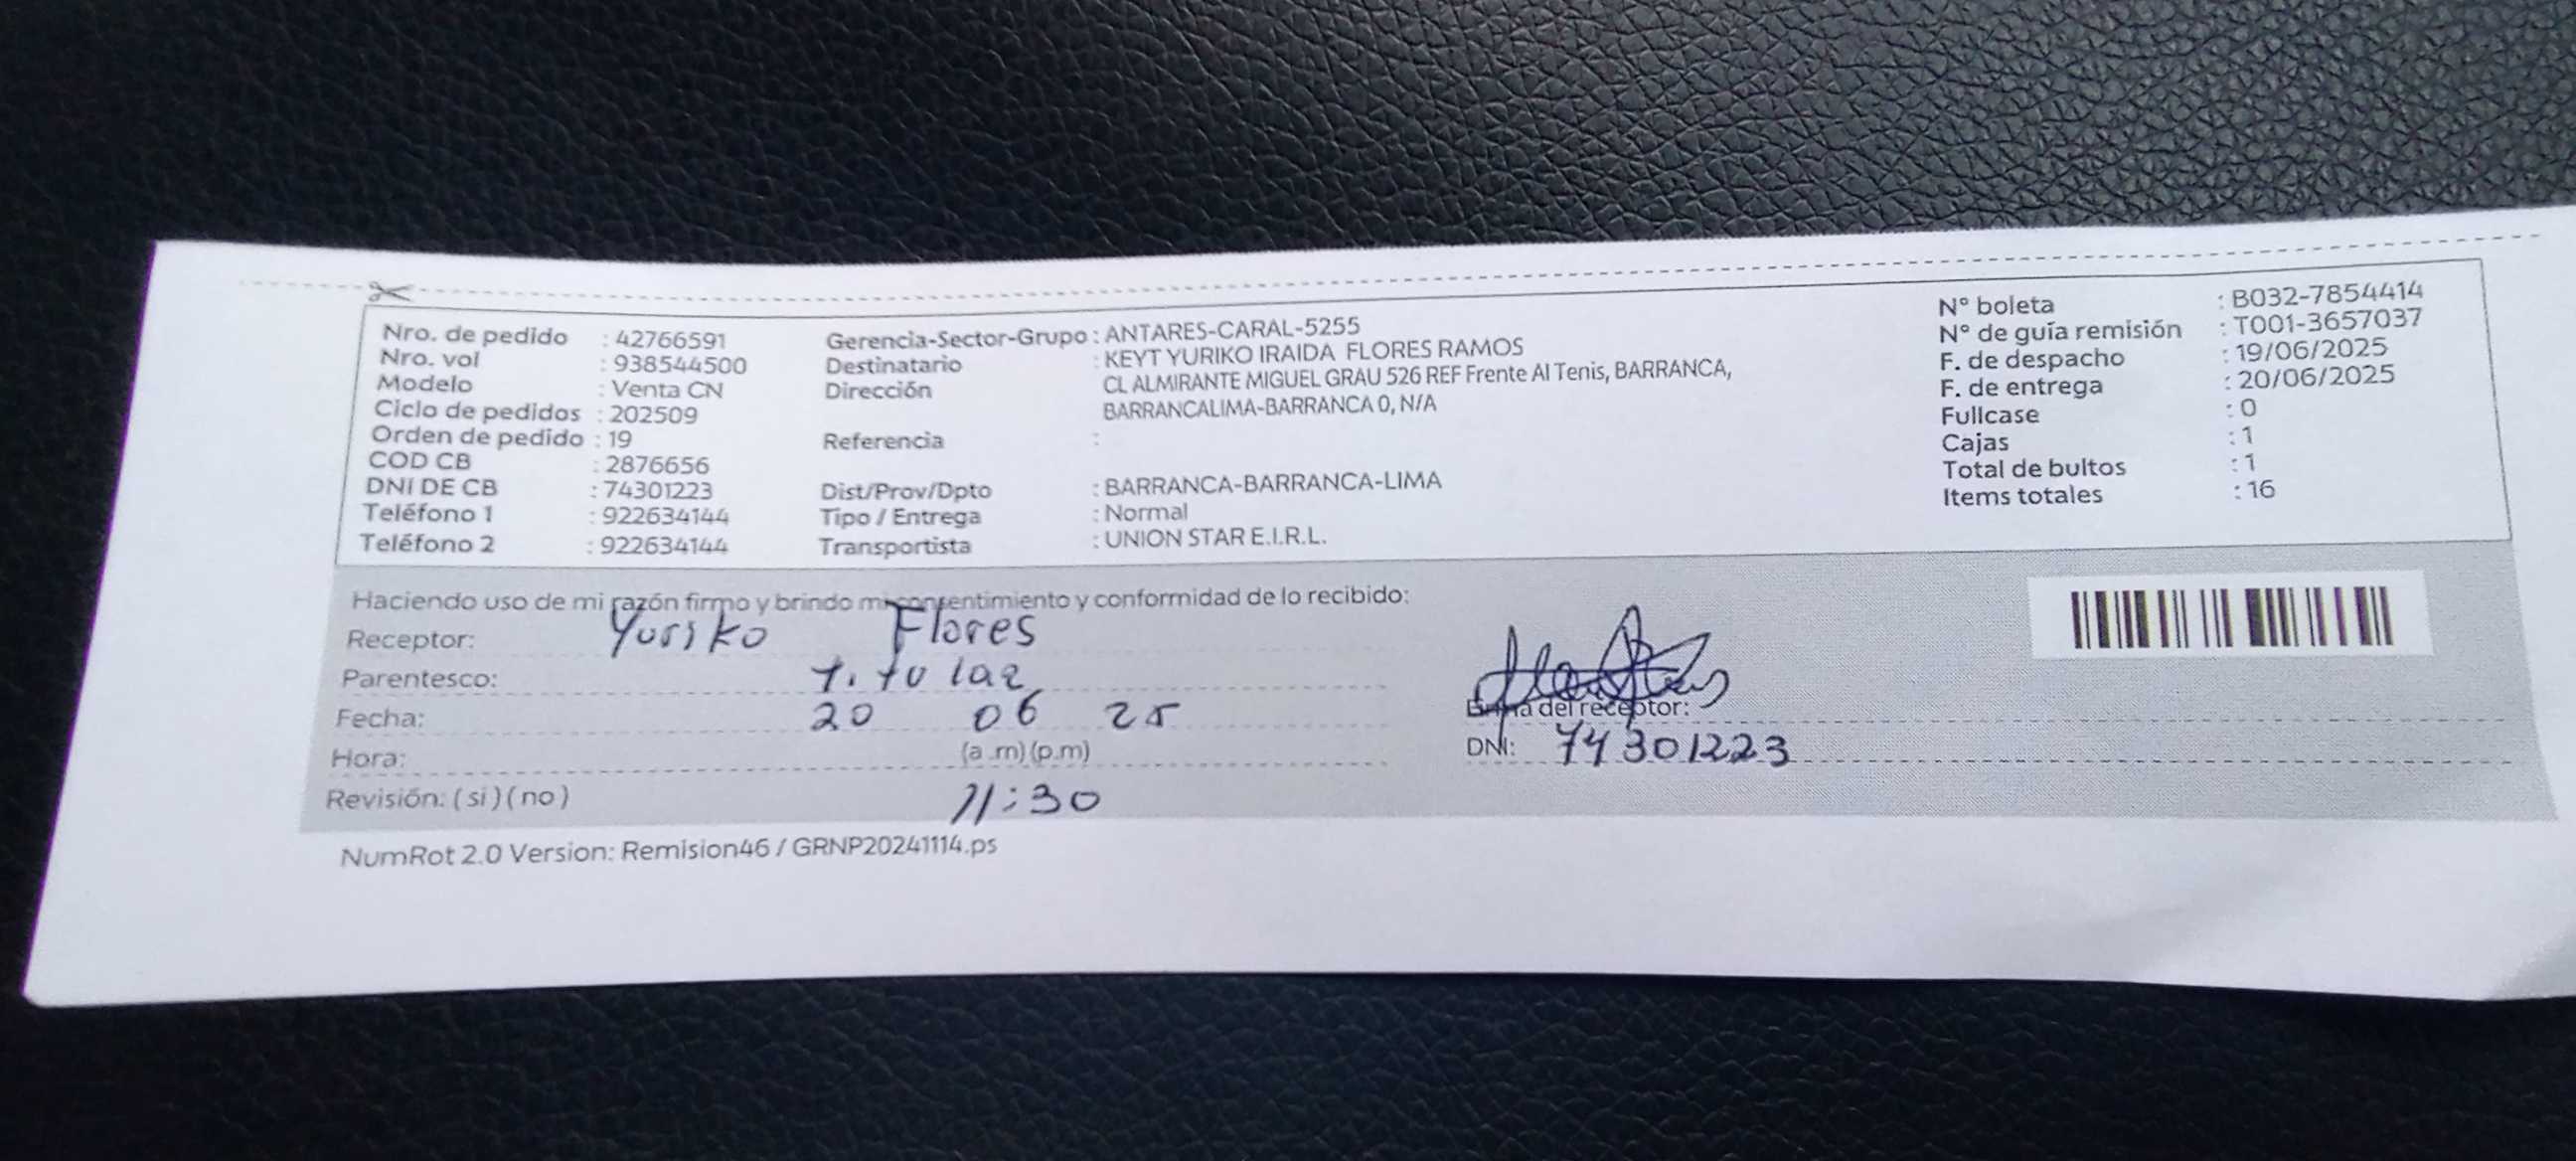 Nro. de pedido : 42766591
Nro. vol : 938544500
Modelo : Venta CN
Ciclo de pedidos : 202509
Orden de pedido : 19
COD CB : 2876656
DNI DE CB : 74301223
Teléfono 1 : 922634144
Teléfono 2 : 922634144
Gerencia-Sector-Grupo : ANTARES-CARAL-5255
Destinatario : KEYT YURIKO IRAIDA FLORES RAMOS
Dirección CL ALMIRANTE MIGUEL GRAU 526 REF Frente Al Tenis, BARRANCA,
BARRANCALIMA-BARRANCA 0, N/A
Referencia :
Dist/Prov/Dpto : BARRANCA-BARRANCA-LIMA
Tipo / Entrega : Normal
Transportista : UNION STAR E.I.R.L.
N° boleta : B032-7854414
N° de guía remisión : T001-3657037
F. de despacho : 19/06/2025
F. de entrega : 20/06/2025
Fullcase : 0
Cajas : 1
Total de bultos : 1
Items totales : 16
Haciendo uso de mi razón firmo y brindo mi consentimiento y conformidad de lo recibido:
Receptor: Yuriko Flores
Parentesco: Titular
Fecha: 20 06 25
Hora: (a.m) (p.m)
Revisión: ( si ) ( no ) 11:30
Firma del receptor:
DNI: 74301223
NumRot 2.0 Version: Remision46 / GRNP20241114.ps